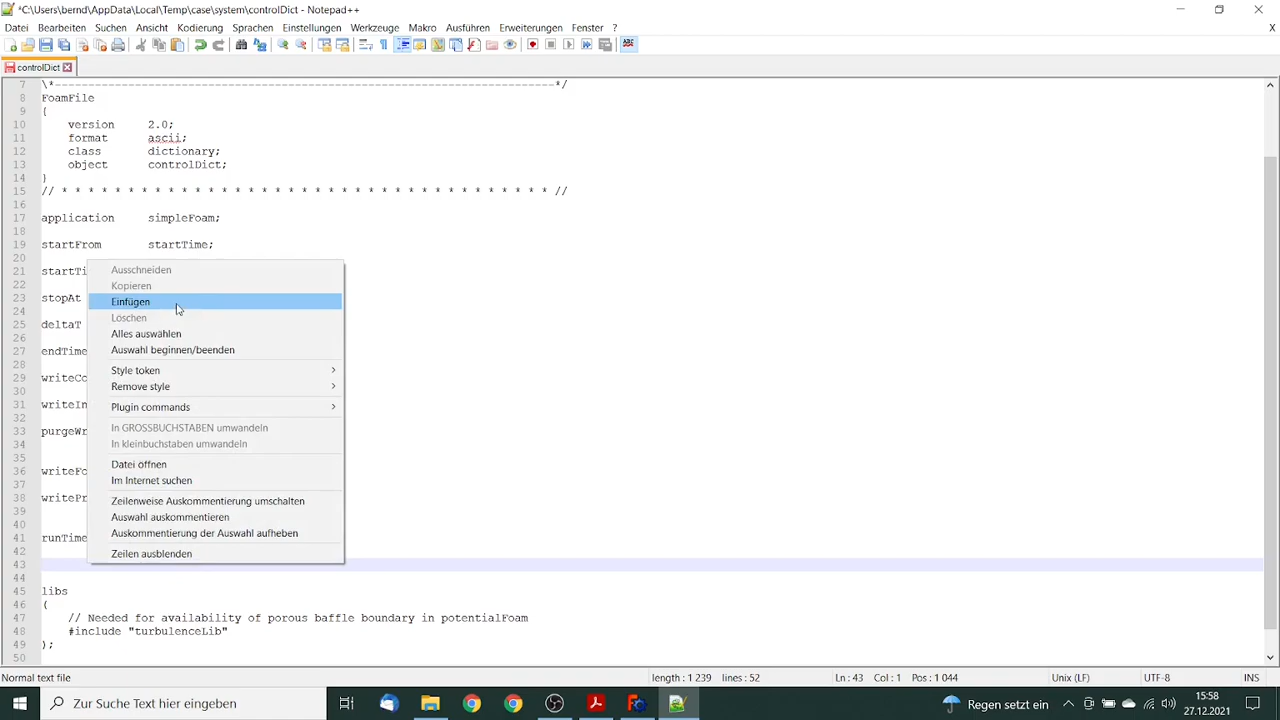 *C:\Users\bernd\AppData\Local\Temp\case\system\controlDict - Notepad++
Datei Bearbeiten Suchen Ansicht Kodierung Sprachen Einstellungen Werkzeuge Makro Ausführen Erweiterungen Fenster ? X
controlDict
7 \*---------------------------------------------------------------------------*/
8 FoamFile
9 {
10 version 2.0;
11 format ascii;
12 class dictionary;
13 object controlDict;
14 }
15 // * * * * * * * * * * * * * * * * * * * * * * * * * * * * * * * * * * * * * //
16
17 application simpleFoam;
18
19 startFrom startTime;
20
21 startTi
22
23 stopAt
24
25 deltaT
26
27 endTime
28
29 writeCo
30
31 writeIn
32
33 purgeWr
34
35
36 writeFo
37
38 writePr
39
40
41 runTime
42
43
44
45 libs
46 (
47 // Needed for availability of porous baffle boundary in potentialFoam
48 #include "turbulenceLib"
49 );
50
Ausschneiden
Kopieren
Einfügen
Löschen
Alles auswählen
Auswahl beginnen/beenden
Style token
Remove style
Plugin commands
In GROSSBUCHSTABEN umwandeln
In kleinbuchstaben umwandeln
Datei öffnen
Im Internet suchen
Zeilenweise Auskommentierung umschalten
Auswahl auskommentieren
Auskommentierung der Auswahl aufheben
Zeilen ausblenden
Normal text file length : 1 239 lines : 52 Ln : 43 Col : 1 Pos : 1 044 Unix (LF) UTF-8 INS
Zur Suche Text hier eingeben
Regen setzt ein
15:58
27.12.2021